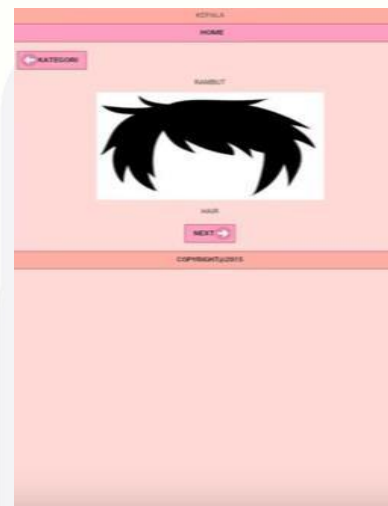 KEPALA
HOME
KATEGORI
RAMBUT
HAIR
NEXT
COPYRIGHT@2015